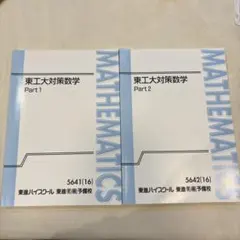 東工大対策数学
Part 1
MATHEMATICS
5641(16)
東進ハイスクール 東進衛星予備校
東工大対策数学
Part 2
MATHEMATICS
5642(16)
東進ハイスクール 東進衛星予備校